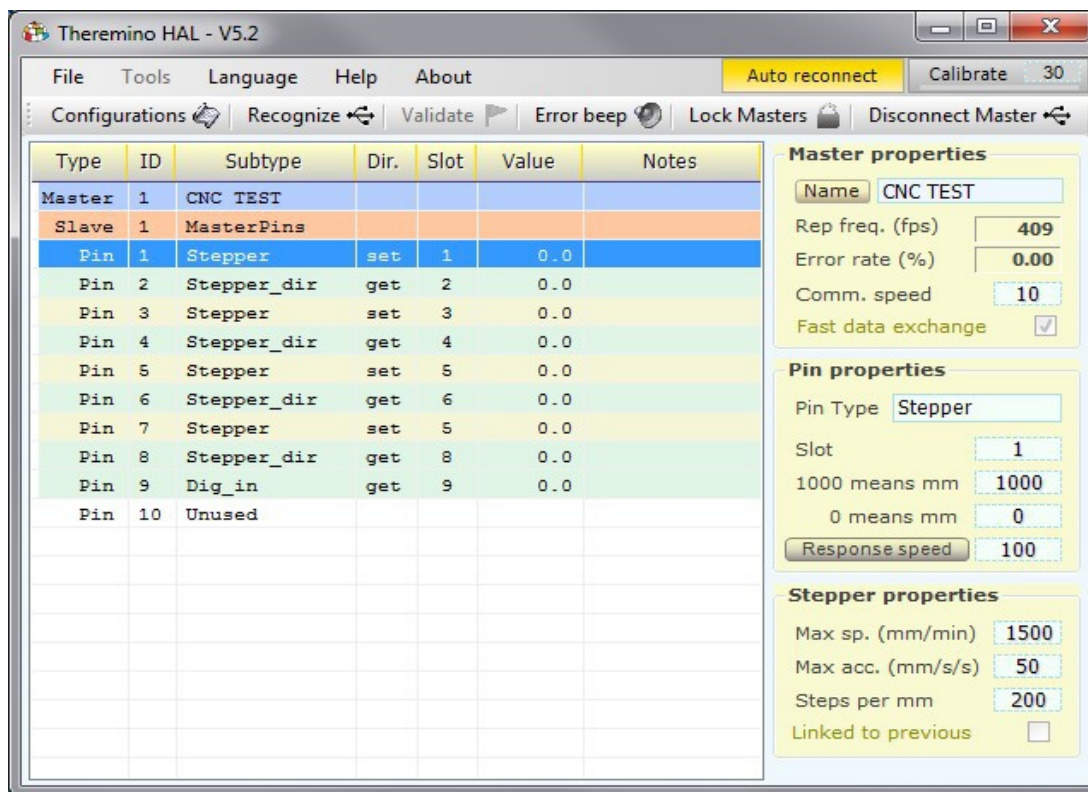 Theremino HAL - V5.2
File Tools Language Help About Auto reconnect Calibrate 30
Configurations Recognize Validate Error beep Lock Masters Disconnect Master
Type ID Subtype Dir. Slot Value Notes
Master 1 CNC TEST
Slave 1 MasterPins
Pin 1 Stepper set 1 0.0
Pin 2 Stepper_dir get 2 0.0
Pin 3 Stepper set 3 0.0
Pin 4 Stepper_dir get 4 0.0
Pin 5 Stepper set 5 0.0
Pin 6 Stepper_dir get 6 0.0
Pin 7 Stepper set 5 0.0
Pin 8 Stepper_dir get 8 0.0
Pin 9 Dig_in get 9 0.0
Pin 10 Unused
Master properties
Name CNC TEST
Rep freq. (fps) 409
Error rate (%) 0.00
Comm. speed 10
Fast data exchange
Pin properties
Pin Type Stepper
Slot 1
1000 means mm 1000
0 means mm 0
Response speed 100
Stepper properties
Max sp. (mm/min) 1500
Max acc. (mm/s/s) 50
Steps per mm 200
Linked to previous